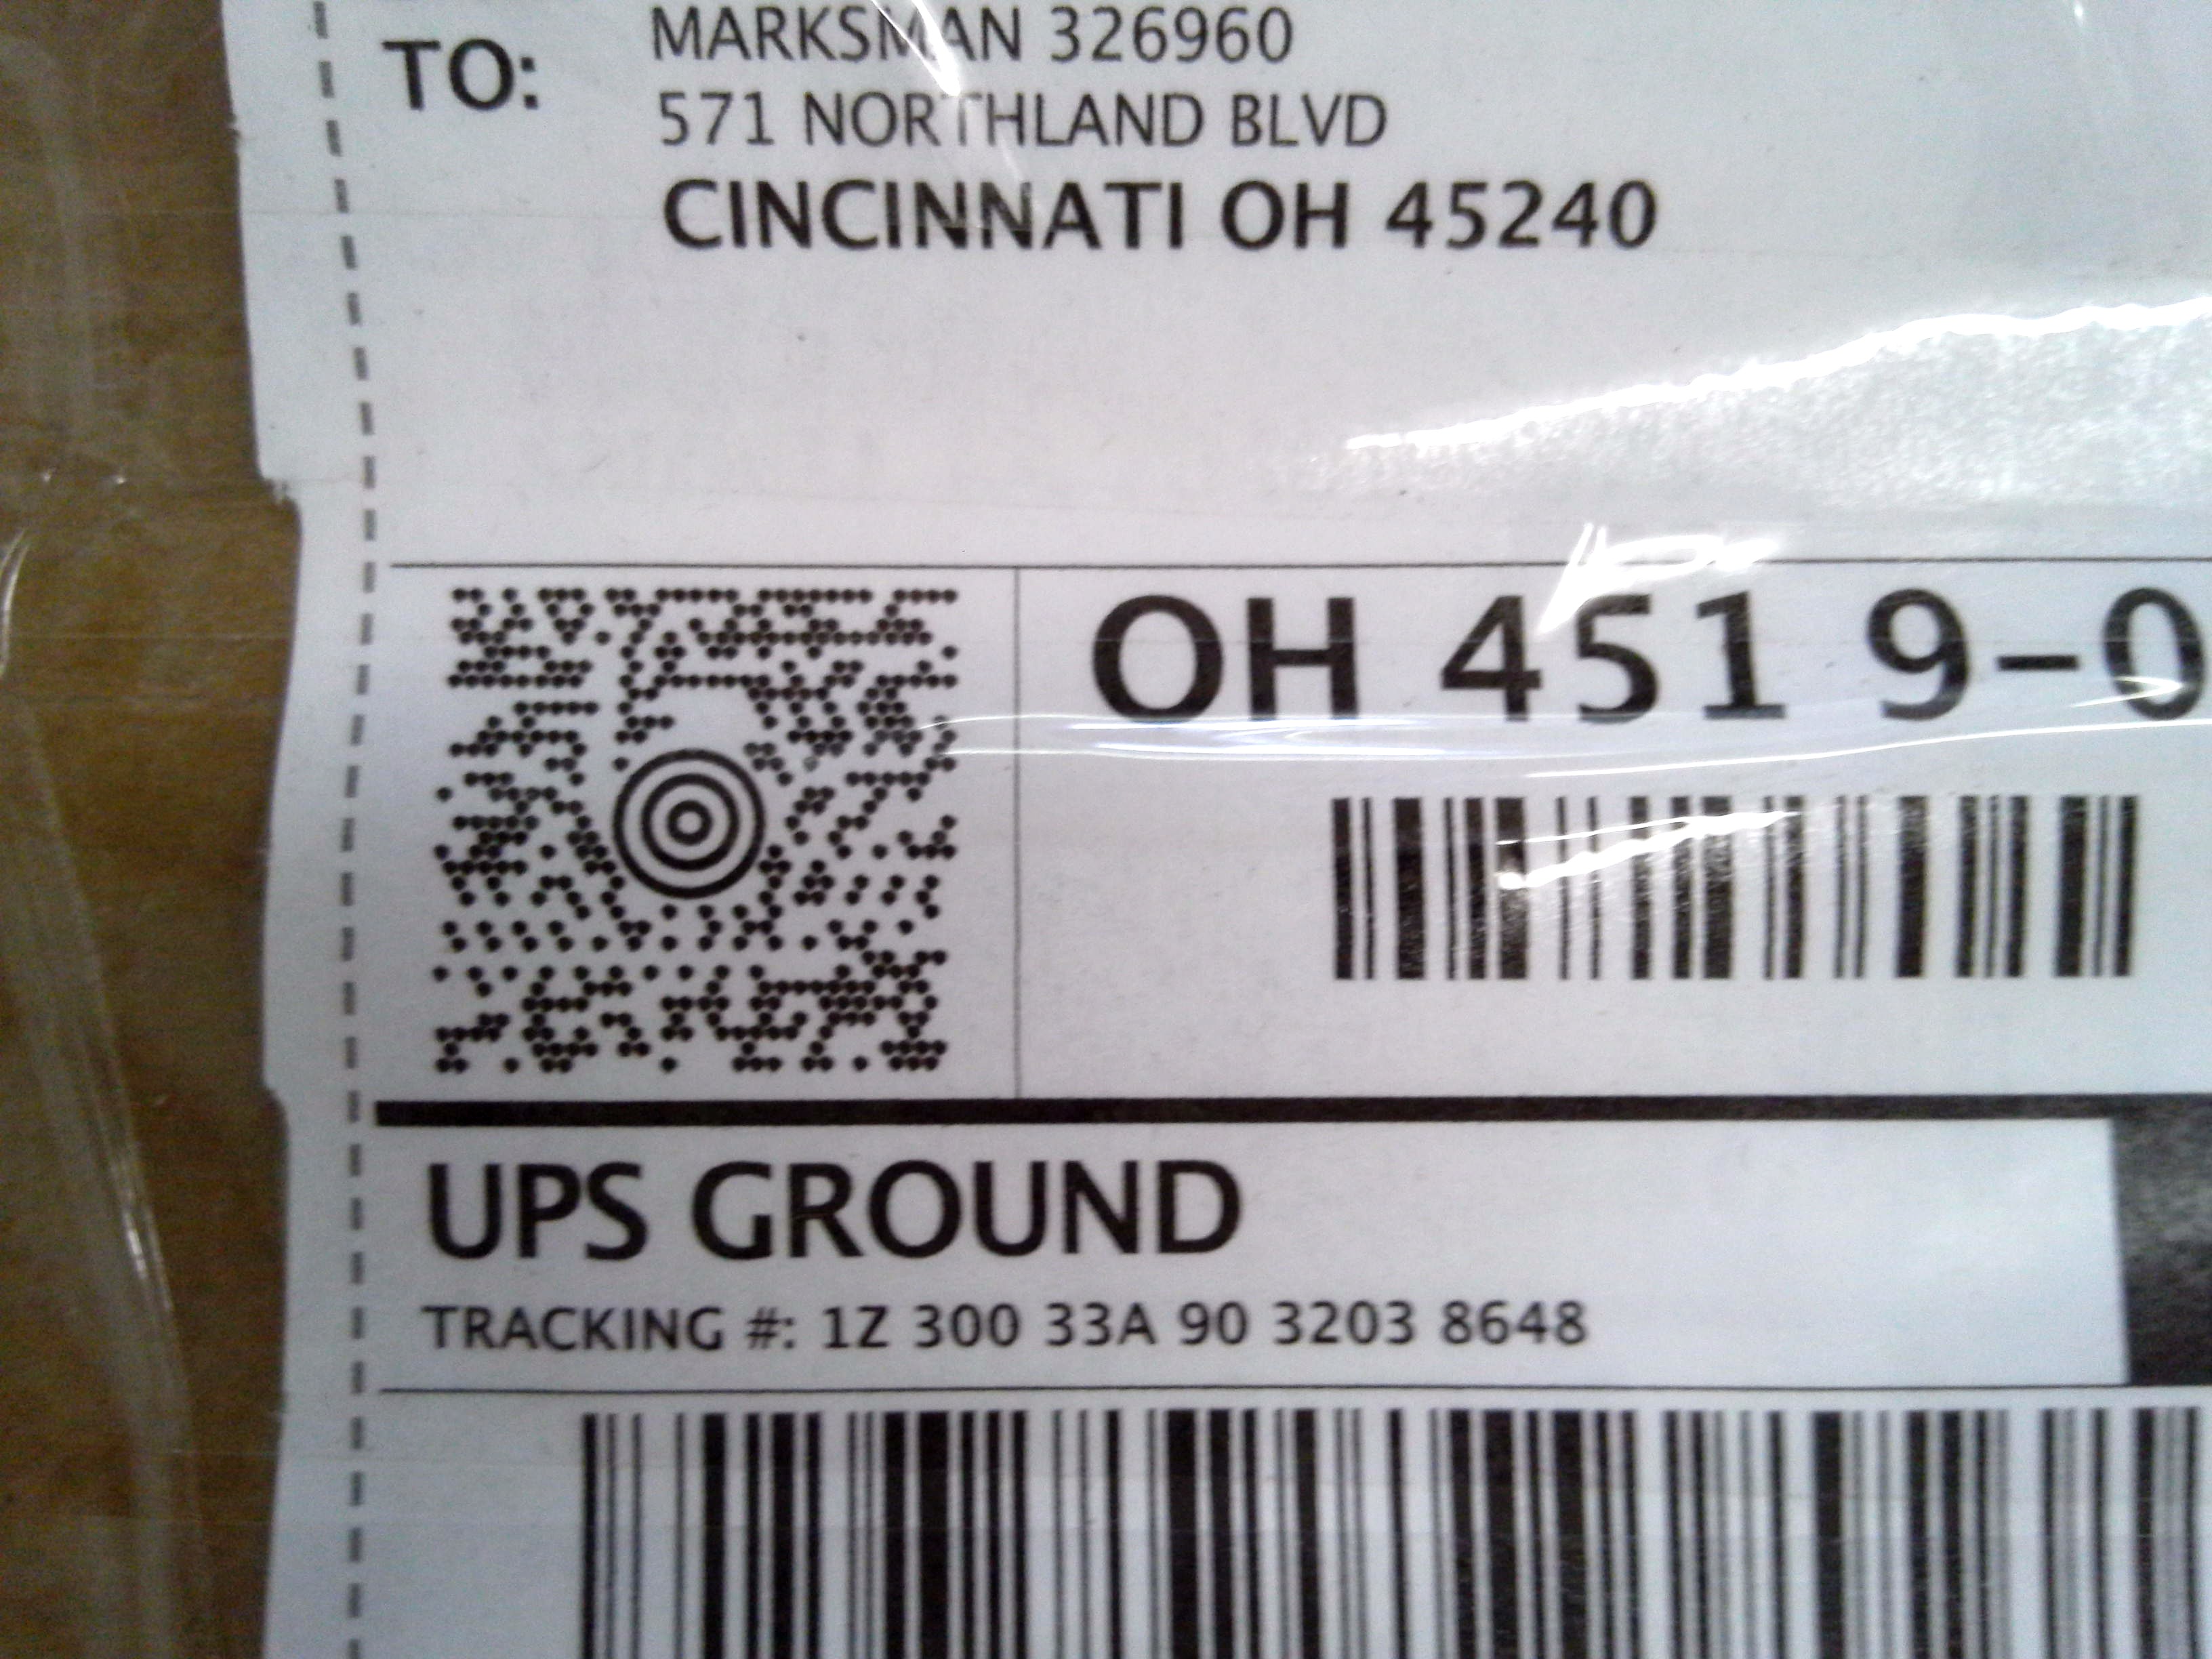 TO:
MARKSMAN 326960
571 NORTHLAND BLVD
CINCINNATI OH 45240
OH 451 9-0
UPS GROUND
TRACKING #: 1Z 300 33A 90 3203 8648